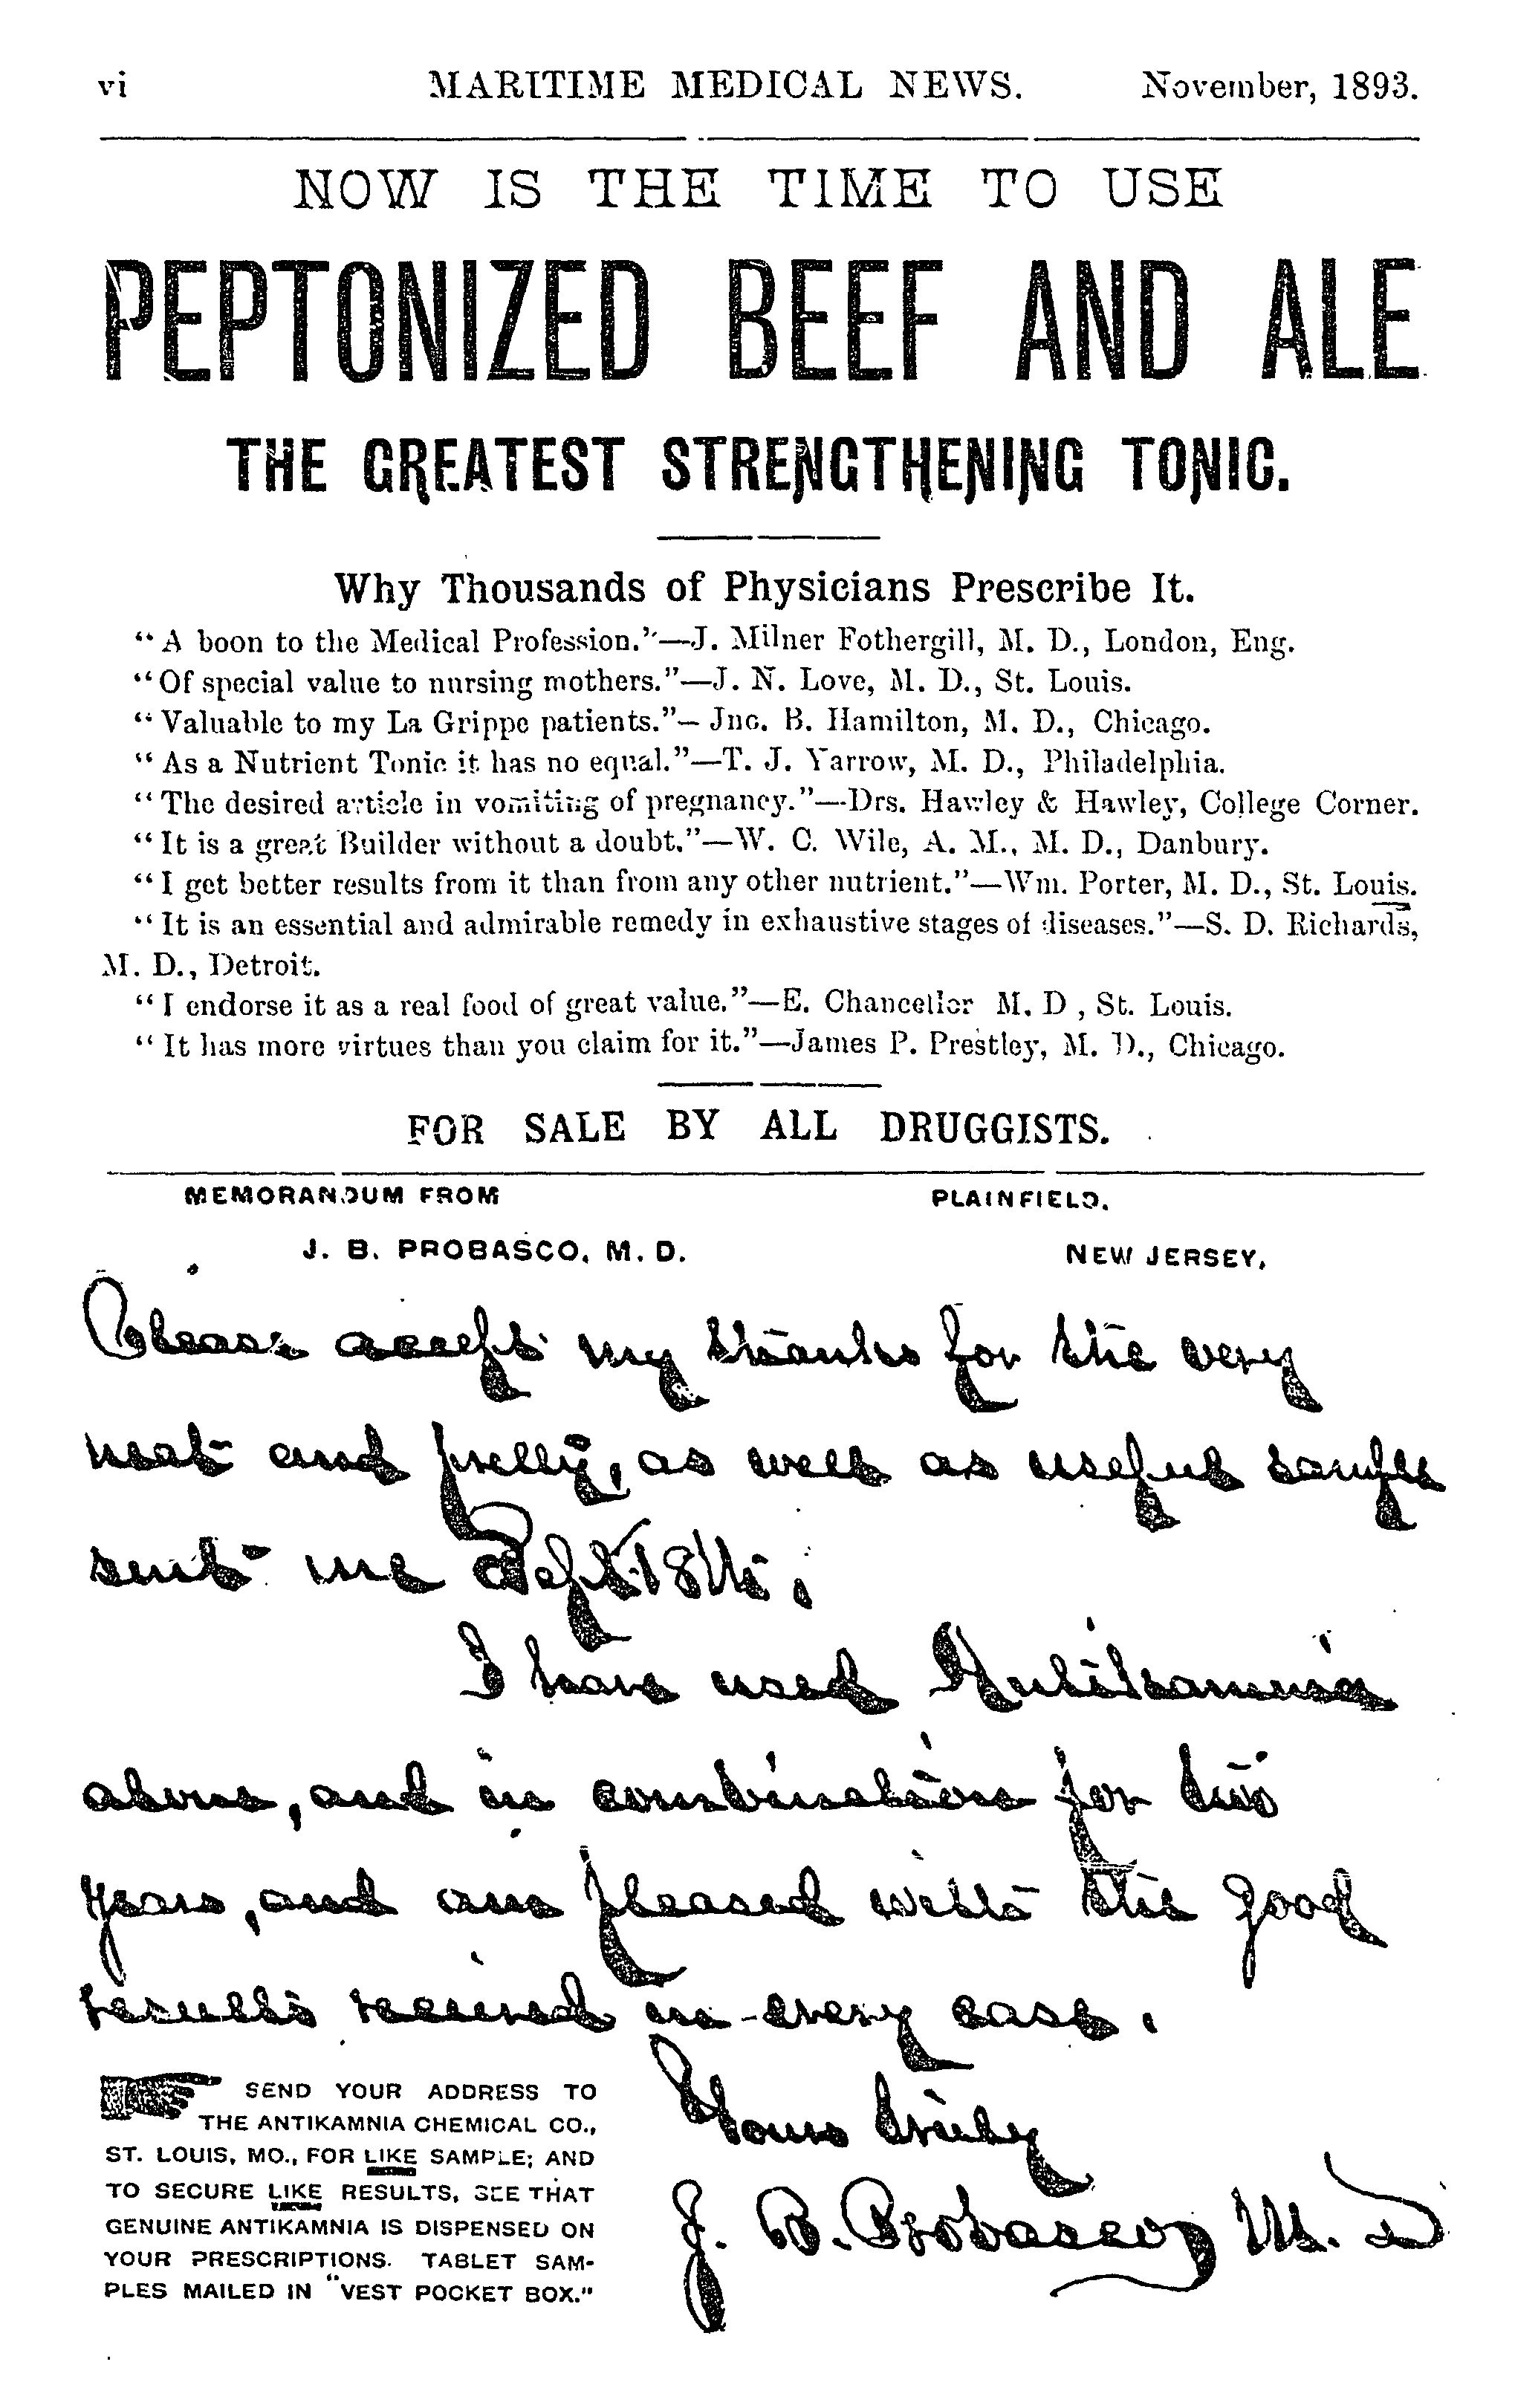 vi MARITIME MEDICAL NEWS. November, 1893.
NOW IS THE TIME TO USE
PEPTONIZED BEEF AND ALE
THE GREATEST STRENGTHENING TONIC.
Why Thousands of Physicians Prescribe It.
"A boon to the Medical Profession."—J. Milner Fothergill, M. D., London, Eng.
"Of special value to nursing mothers."—J. N. Love, M. D., St. Louis.
"Valuable to my La Grippe patients."—Jno. B. Hamilton, M. D., Chicago.
"As a Nutrient Tonic it has no equal."—T. J. Yarrow, M. D., Philadelphia.
"The desired article in vomiting of pregnancy."—Drs. Hawley & Hawley, College Corner.
"It is a great Builder without a doubt."—W. C. Wile, A. M., M. D., Danbury.
"I get better results from it than from any other nutrient."—Wm. Porter, M. D., St. Louis.
"It is an essential and admirable remedy in exhaustive stages of diseases."—S. D. Richards,
M. D., Detroit.
"I endorse it as a real food of great value."—E. Chancellor M. D , St. Louis.
"It has more virtues than you claim for it."—James P. Prestley, M. D., Chicago.
FOR SALE BY ALL DRUGGISTS.
MEMORANDUM FROM PLAINFIELD.
J. B. PROBASCO, M. D. NEW JERSEY,
Please accept my thanks for the very
neat and pretty, as well as useful sample
sent me Sept. 18th.
I have used Antikamnia
alone, and in combination for two
years, and am pleased with the good
results received in every case.
Yours truly
J. B. Probasco, M. D
SEND YOUR ADDRESS TO
THE ANTIKAMNIA CHEMICAL CO.,
ST. LOUIS, MO., FOR LIKE SAMPLE; AND
TO SECURE LIKE RESULTS, SEE THAT
GENUINE ANTIKAMNIA IS DISPENSED ON
YOUR PRESCRIPTIONS. TABLET SAM-
PLES MAILED IN "VEST POCKET BOX."